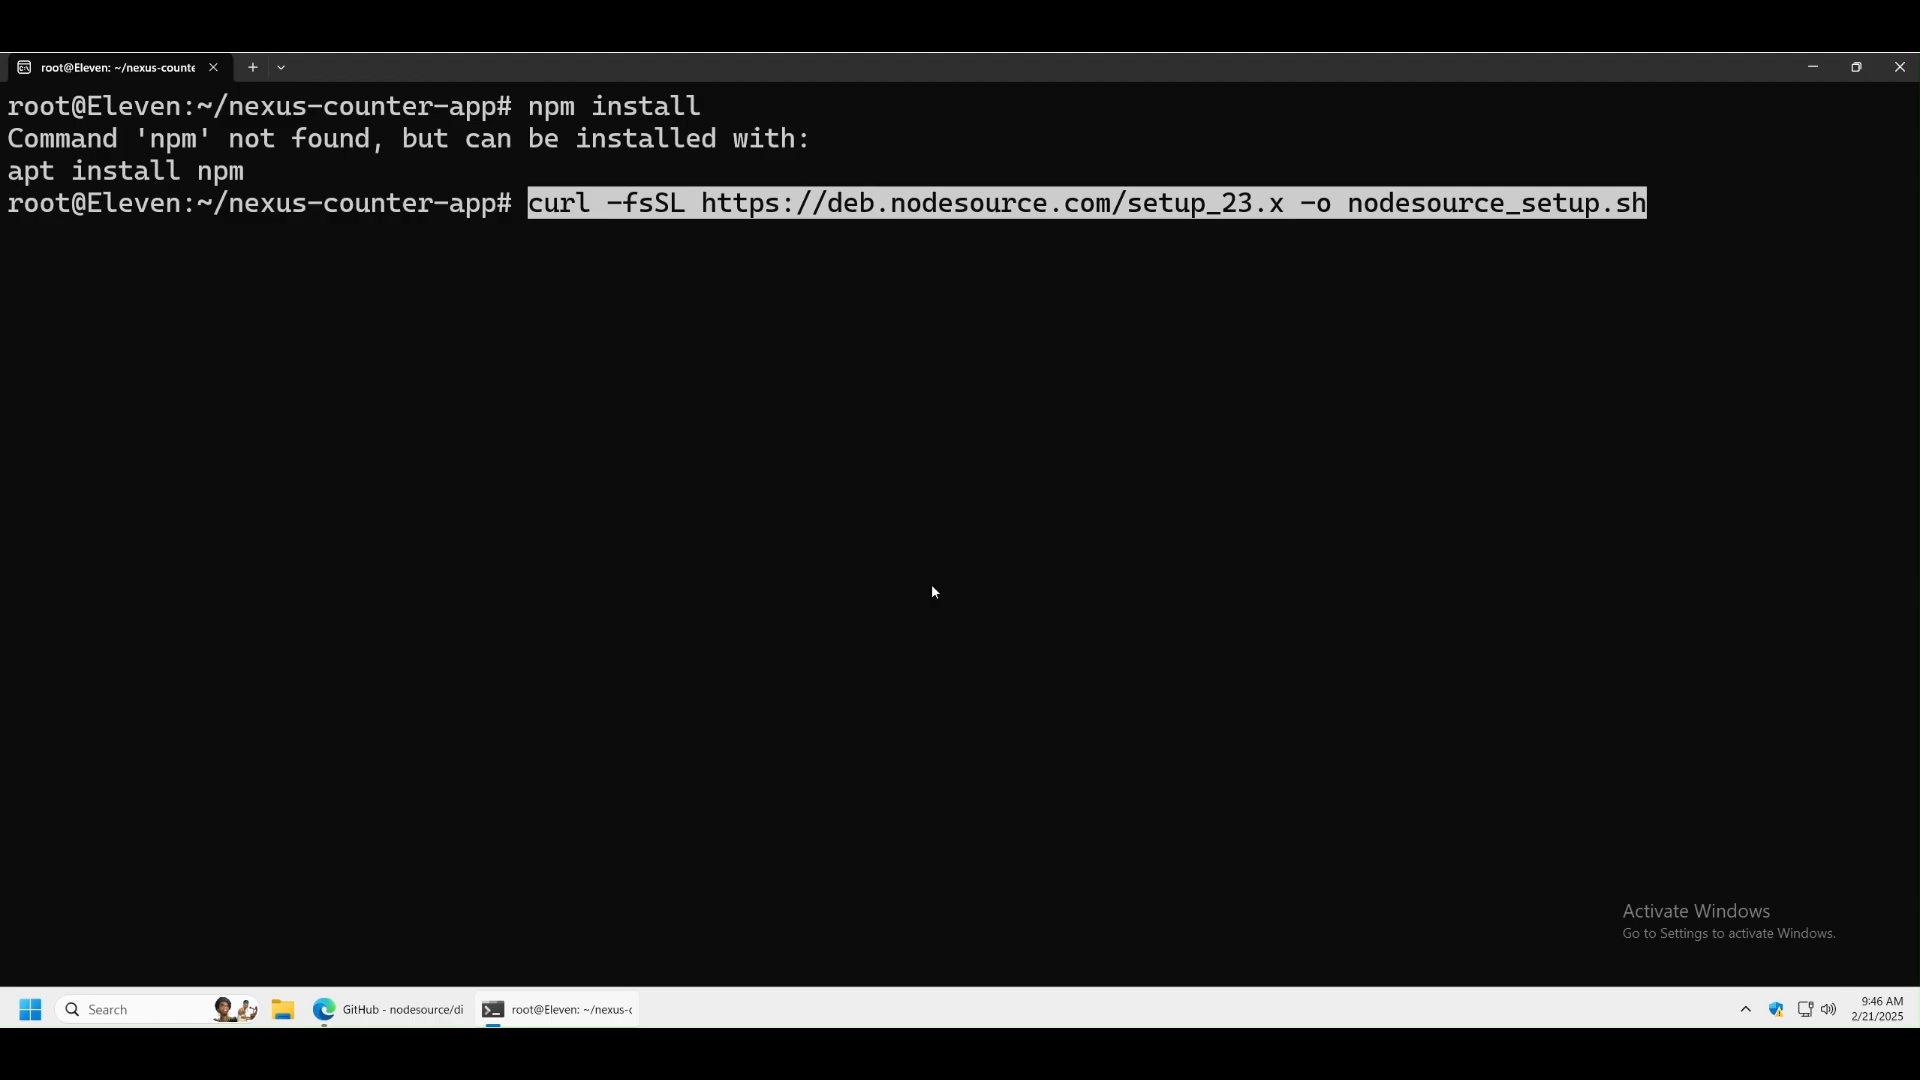 root@Eleven: ~/nexus-counte
root@Eleven:~/nexus-counter-app# npm install
Command 'npm' not found, but can be installed with:
apt install npm
root@Eleven:~/nexus-counter-app# curl -fsSL https://deb.nodesource.com/setup_23.x -o nodesource_setup.sh
Activate Windows
Go to Settings to activate Windows.
Search
GitHub - nodesource/di
root@Eleven: ~/nexus-c
9:46 AM
2/21/2025